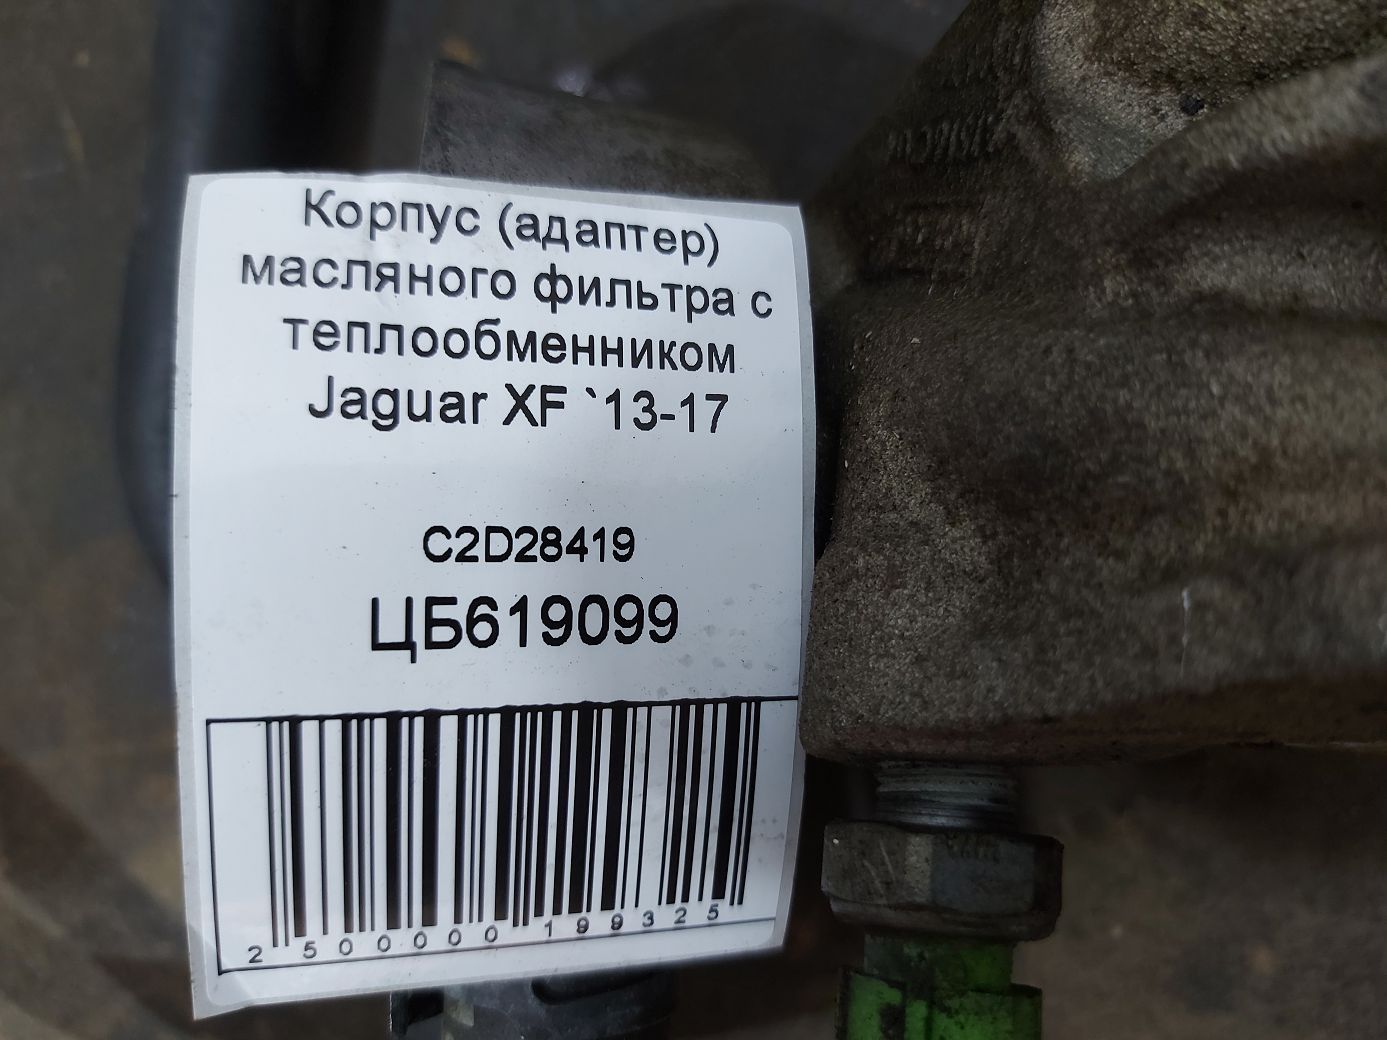 Корпус (адаптер)
масляного фильтра с
теплообменником
Jaguar XF `13-17
C2D28419
ЦБ619099
2 500000 199325